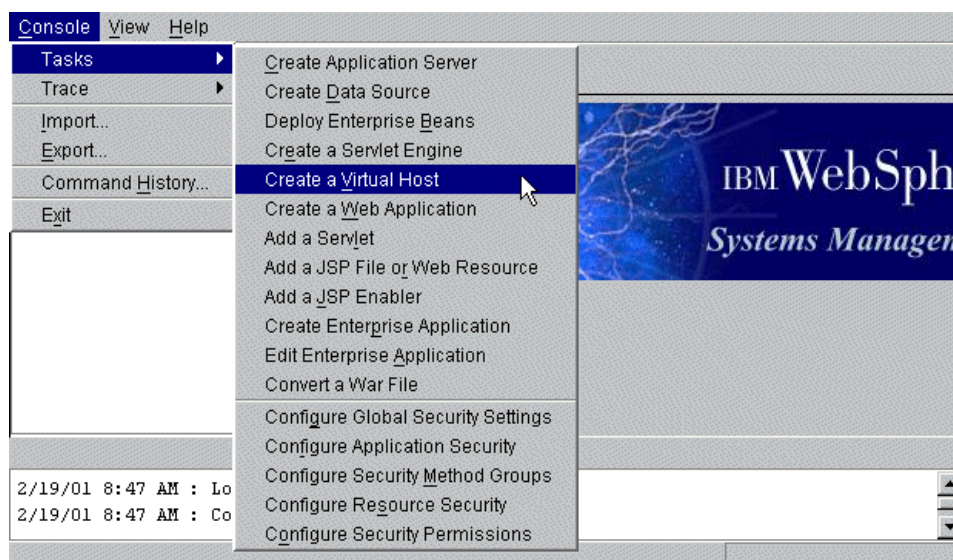 Console View Help
Tasks
Trace
Import...
Export...
Command History...
Exit
Create Application Server
Create Data Source
Deploy Enterprise Beans
Create a Servlet Engine
Create a Virtual Host
Create a Web Application
Add a Servlet
Add a JSP File or Web Resource
Add a JSP Enabler
Create Enterprise Application
Edit Enterprise Application
Convert a War File
Configure Global Security Settings
Configure Application Security
Configure Security Method Groups
Configure Resource Security
Configure Security Permissions
IBM WebSph
Systems Manage
2/19/01 8:47 AM : Lo
2/19/01 8:47 AM : Co